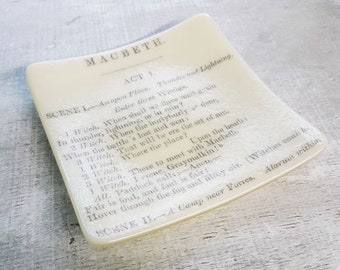 MACBETH.
ACT I.
SCENE I.—An open Place. Thunder and Lightning.
Enter three Witches.
1 Witch. When shall we three meet again
In thunder, lightning, or in rain?
2 Witch. When the hurly-burly's done;
When the battle's lost and won:
3 Witch. That will be ere the set of sun.
1 Witch. Where the place?
2 Witch. Upon the heath:
3 Witch. There to meet with Macbeth.
1 Witch. I come, Graymalkin!
All. Paddock calls:—Anon.—
Fair is foul, and foul is fair:
Hover through the fog and filthy air. (Witches
SCENE II.—A Camp near Forres. Alarum within